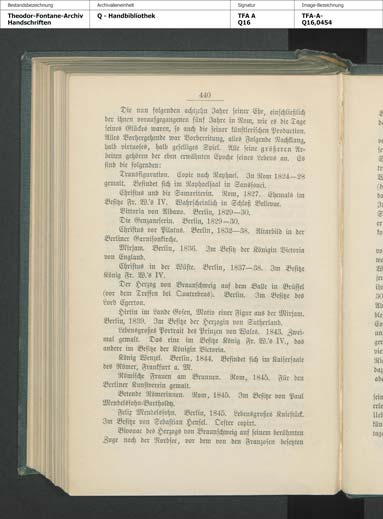 Bestandsbezeichnung
Archivalieneinheit
Signatur
Image-Bezeichnung
Theodor-Fontane-Archiv
Handschriften
Q - Handbibliothek
TFA A
Q16
TFA-A-
Q16,0454
440
Die nun folgenden achtzehn Jahre seiner Ehe, einschließlich
der ihnen voraufgegangenen fünf Jahre in Rom, wie es die Tage
seines Glückes waren, so auch die seiner künstlerischen Production.
Alles Vorhergehende war Vorbereitung, alles Folgende Nachklang,
halb virtuoses, halb geselliges Spiel. Alle seine größeren Ar-
beiten gehören der eben erwähnten Epoche seines Lebens an. Es
sind die folgenden:
Transfiguration. Copie nach Raphael. In Rom 1824—28
gemalt. Befindet sich im Raphaelsaal in Sanssouci.
Christus und die Samariterin. Rom, 1827. Ehemals im
Besitze Fr. W.'s IV. Wahrscheinlich in Schloß Bellevue.
Vittoria von Albano. Berlin, 1829—30.
Die Genzanerin. Berlin, 1829—30.
Christus vor Pilatus. Berlin, 1832—38. Altarbild in der
Berliner Garnisonkirche.
Mirjam. Berlin, 1836. Im Besitz der Königin Victoria
von England.
Christus in der Wüste. Berlin, 1837—38. Im Besitze
König Fr. W.'s IV.
Der Herzog von Braunschweig auf dem Balle in Brüssel
(vor dem Treffen bei Quatrebras). Berlin. Im Besitze des
Lord Egerton.
Hirtin im Lande Gosen, Motiv einer Figur aus der Mirjam.
Berlin, 1839. Im Besitze der Herzogin von Sutherland.
Lebensgroßes Portrait des Prinzen von Wales. 1843. Zwei-
mal gemalt. Das eine im Besitze König Fr. W.'s IV., das
andere im Besitze der Königin Victoria.
König Wenzel. Berlin, 1844. Befindet sich im Kaisersaale
des Römer, Frankfurt a. M.
Römische Frauen am Brunnen. Rom, 1845. Für den
Berliner Kunstverein gemalt.
Betende Römerinnen. Rom, 1845. Im Besitze von Paul
Mendelssohn-Bartholdy.
Felix Mendelssohn. Berlin, 1845. Lebensgroßes Kniestück.
Im Besitze von Sebastian Hensel. Oefter copirt.
Bivouac des Herzogs von Braunschweig auf seinem berühmten
Zuge nach der Nordsee, vor dem von den Franzosen besetzten